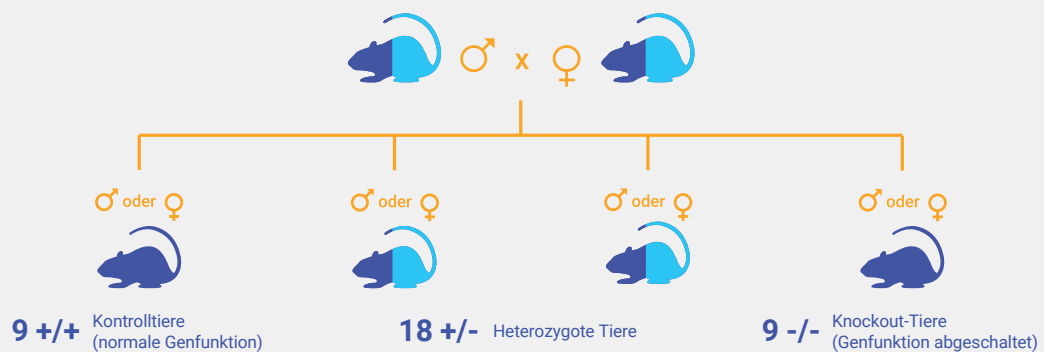 x
oder
oder
oder
oder
9 +/+ Kontrolltiere
(normale Genfunktion)
18 +/- Heterozygote Tiere
9 -/- Knockout-Tiere
(Genfunktion abgeschaltet)